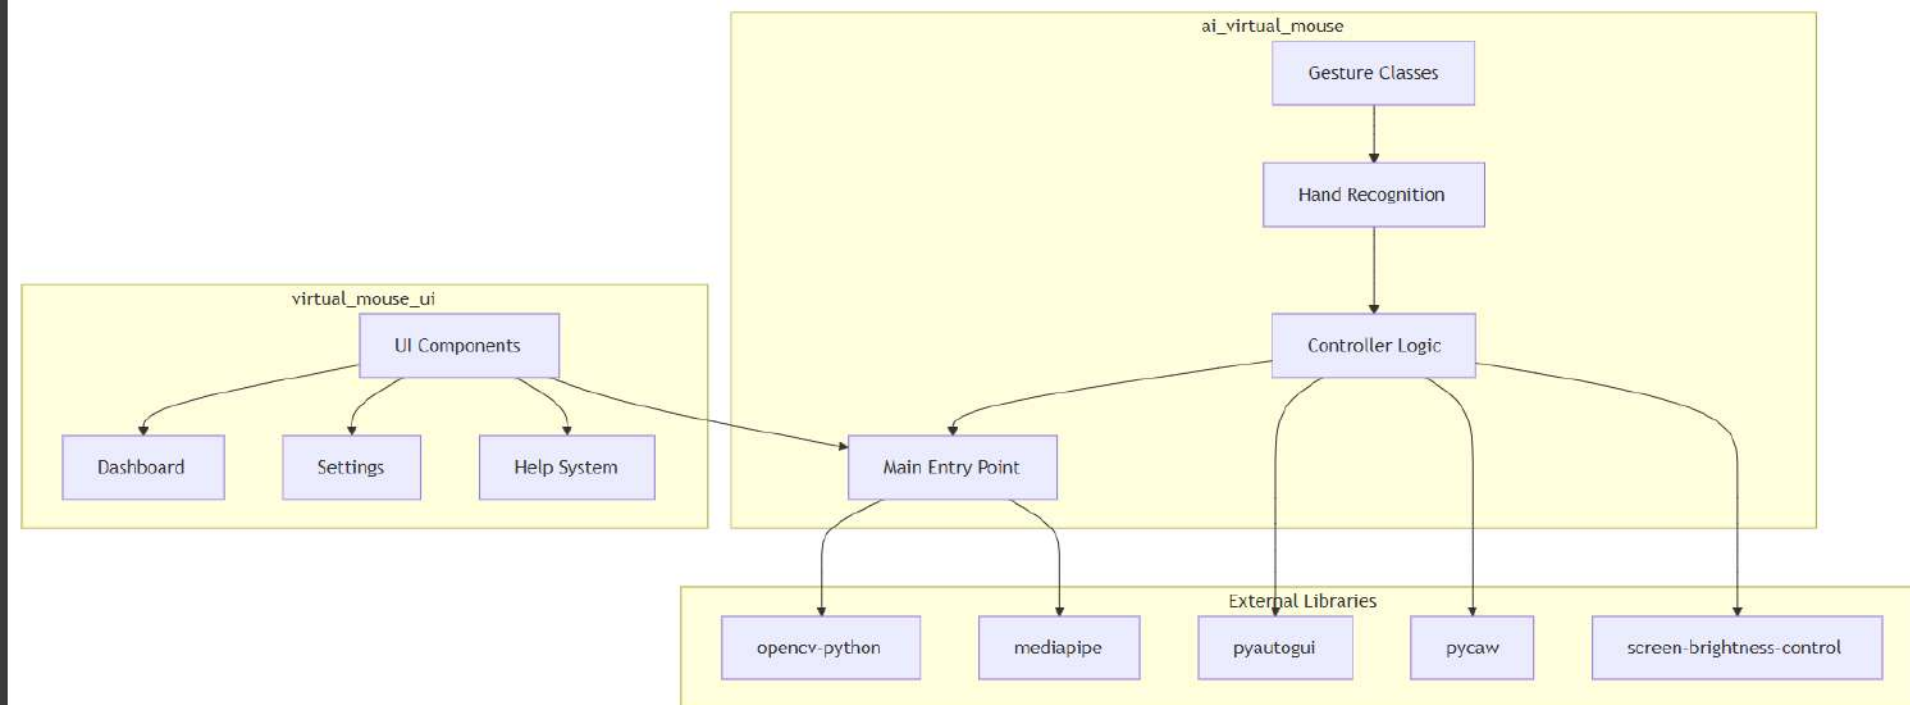 ai_virtual_mouse
Gesture Classes
Hand Recognition
virtual_mouse_ui
UI Components
Controller Logic
Dashboard
Settings
Help System
Main Entry Point
External Libraries
opencv-python
mediapipe
pyautogui
pycaw
screen-brightness-control